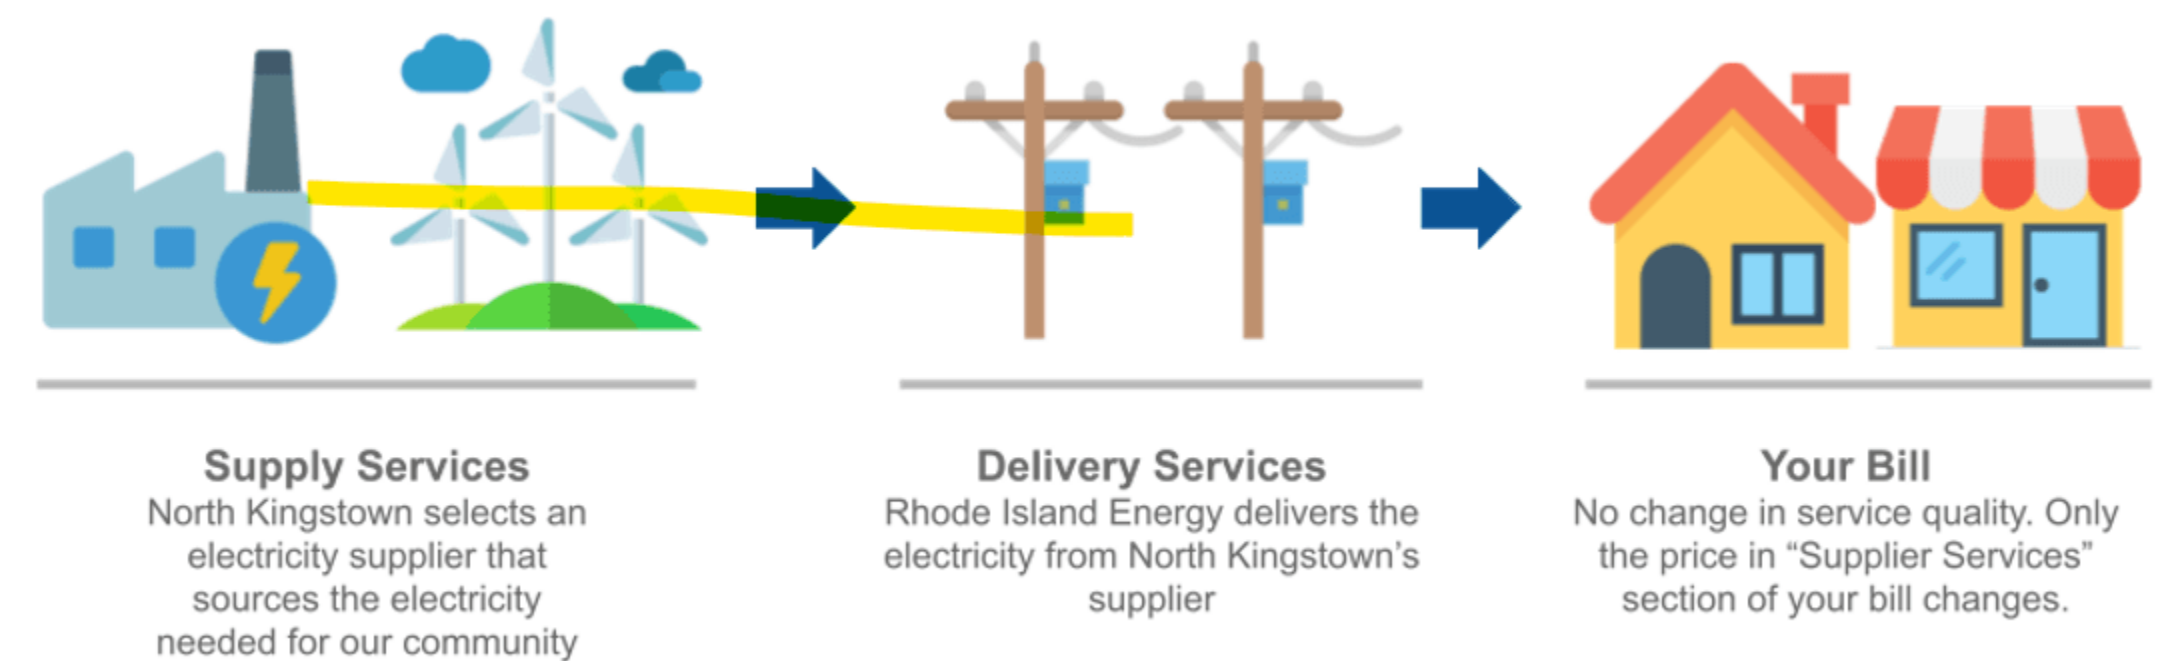 Supply Services
North Kingstown selects an
electricity supplier that
sources the electricity
needed for our community
Delivery Services
Rhode Island Energy delivers the
electricity from North Kingstown’s
supplier
Your Bill
No change in service quality. Only
the price in “Supplier Services”
section of your bill changes.